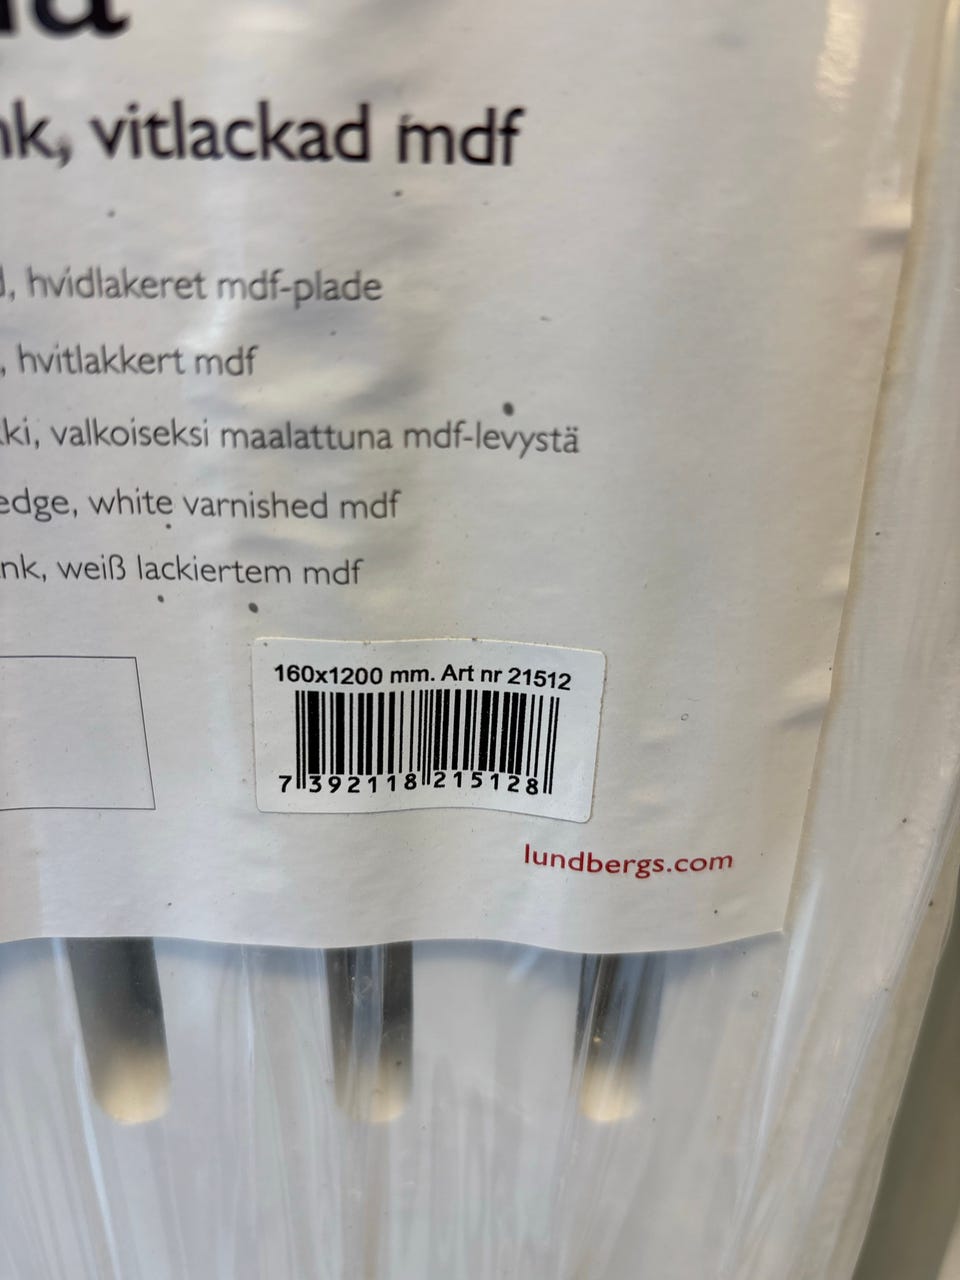 vitlackad mdf
hvidlakeret mdf-plade
hvitlakkert mdf
valkoiseksi maalattuna mdf-levystä
edge, white varnished mdf
weiß lackiertem mdf
160x1200 mm. Art nr 21512
7 392118 215128
lundbergs.com